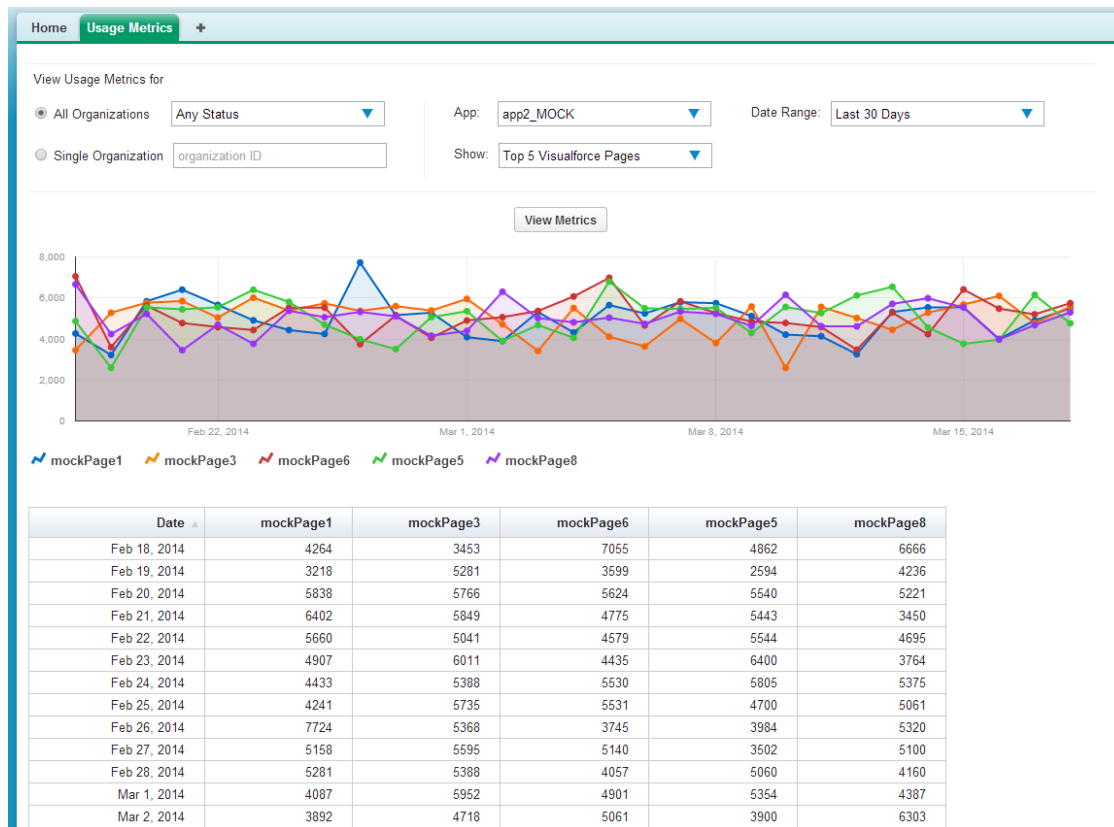 Home Usage Metrics +
View Usage Metrics for
All Organizations Any Status App: app2_MOCK Date Range: Last 30 Days
Single Organization organization ID Show: Top 5 Visualforce Pages
View Metrics
8,000
6,000
4,000
2,000
0
Feb 22, 2014 Mar 1, 2014 Mar 8, 2014 Mar 15, 2014
mockPage1 mockPage3 mockPage6 mockPage5 mockPage8
Date mockPage1 mockPage3 mockPage6 mockPage5 mockPage8
Feb 18, 2014 4264 3453 7055 4862 6666
Feb 19, 2014 3218 5281 3599 2594 4236
Feb 20, 2014 5838 5766 5624 5540 5221
Feb 21, 2014 6402 5849 4775 5443 3450
Feb 22, 2014 5660 5041 4579 5544 4695
Feb 23, 2014 4907 6011 4435 6400 3764
Feb 24, 2014 4433 5388 5530 5805 5375
Feb 25, 2014 4241 5735 5531 4700 5061
Feb 26, 2014 7724 5368 3745 3984 5320
Feb 27, 2014 5158 5595 5140 3502 5100
Feb 28, 2014 5281 5388 4057 5060 4160
Mar 1, 2014 4087 5952 4901 5354 4387
Mar 2, 2014 3892 4718 5061 3900 6303